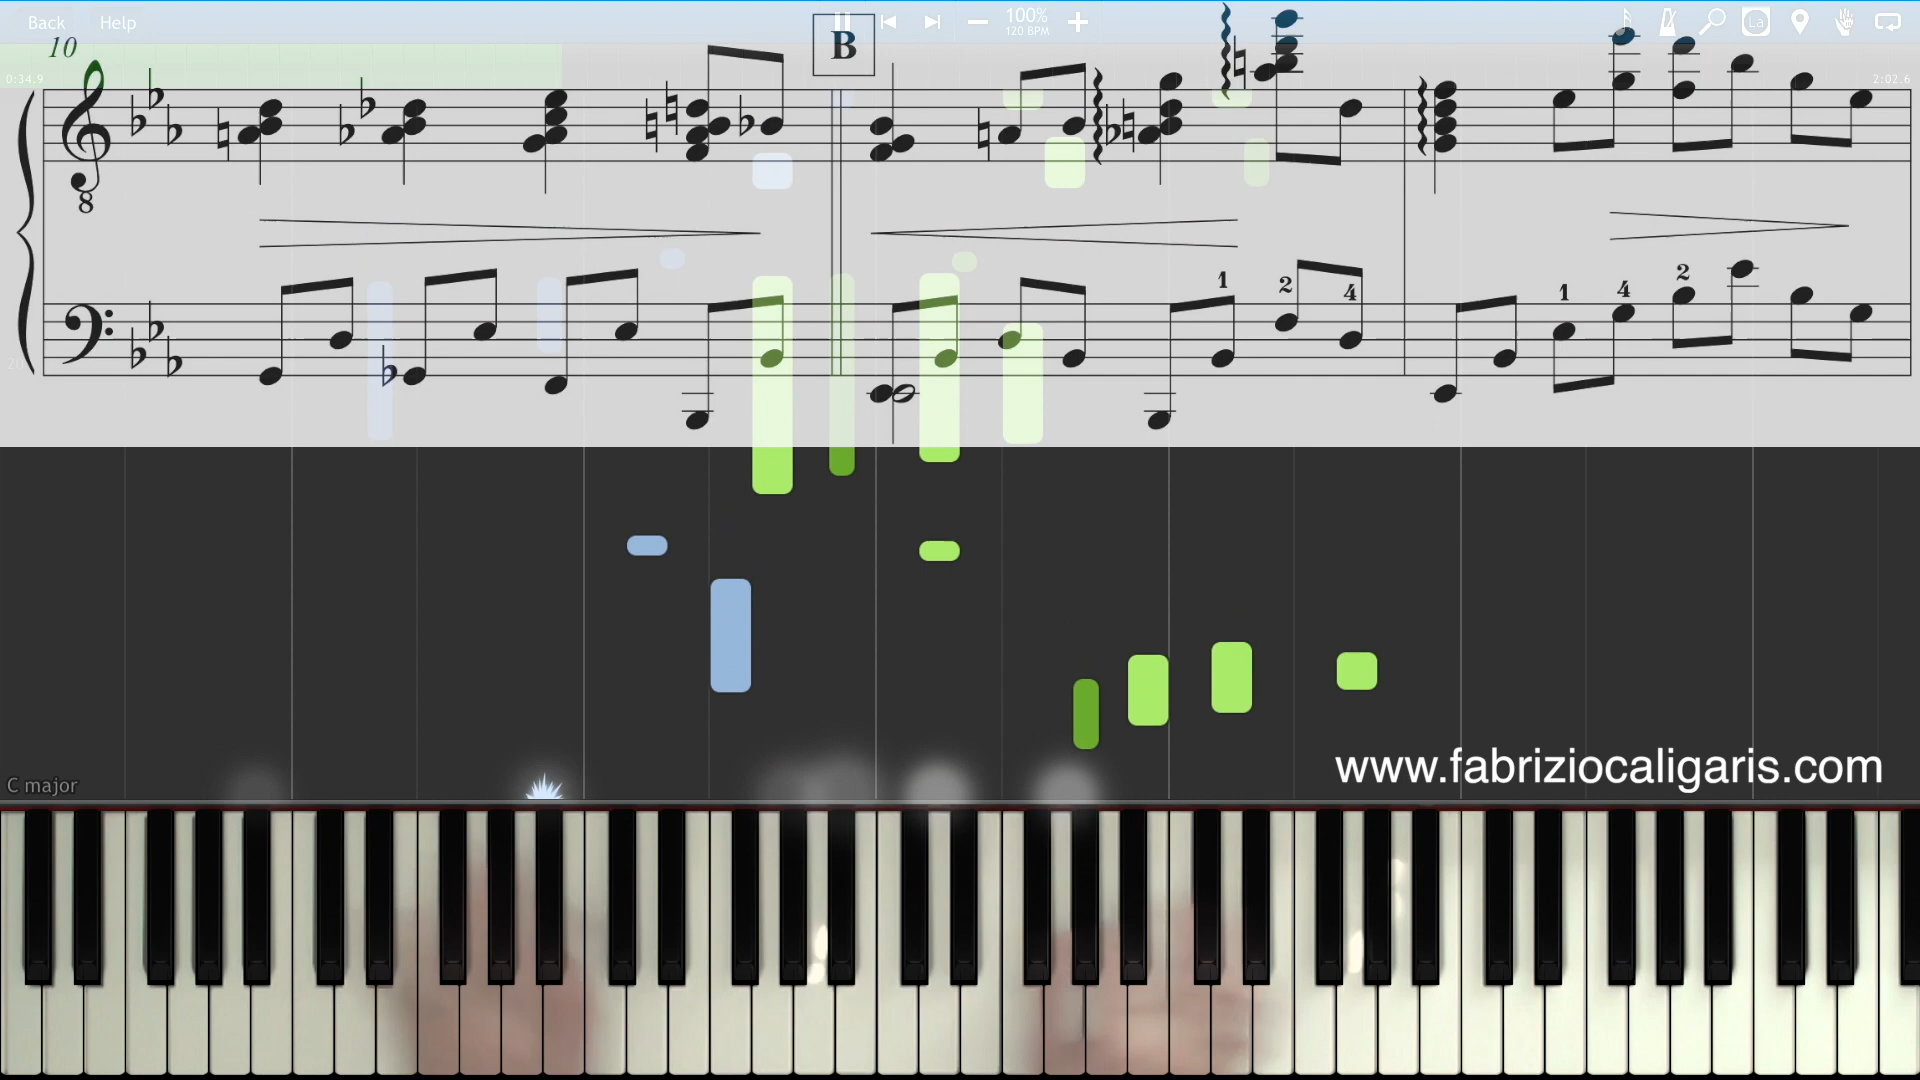 Back Help
100%
120 BPM
La
10
B
0:34.9
2:02.6
8
1 2 4 1 4 2
www.fabriziocaligaris.com
C major